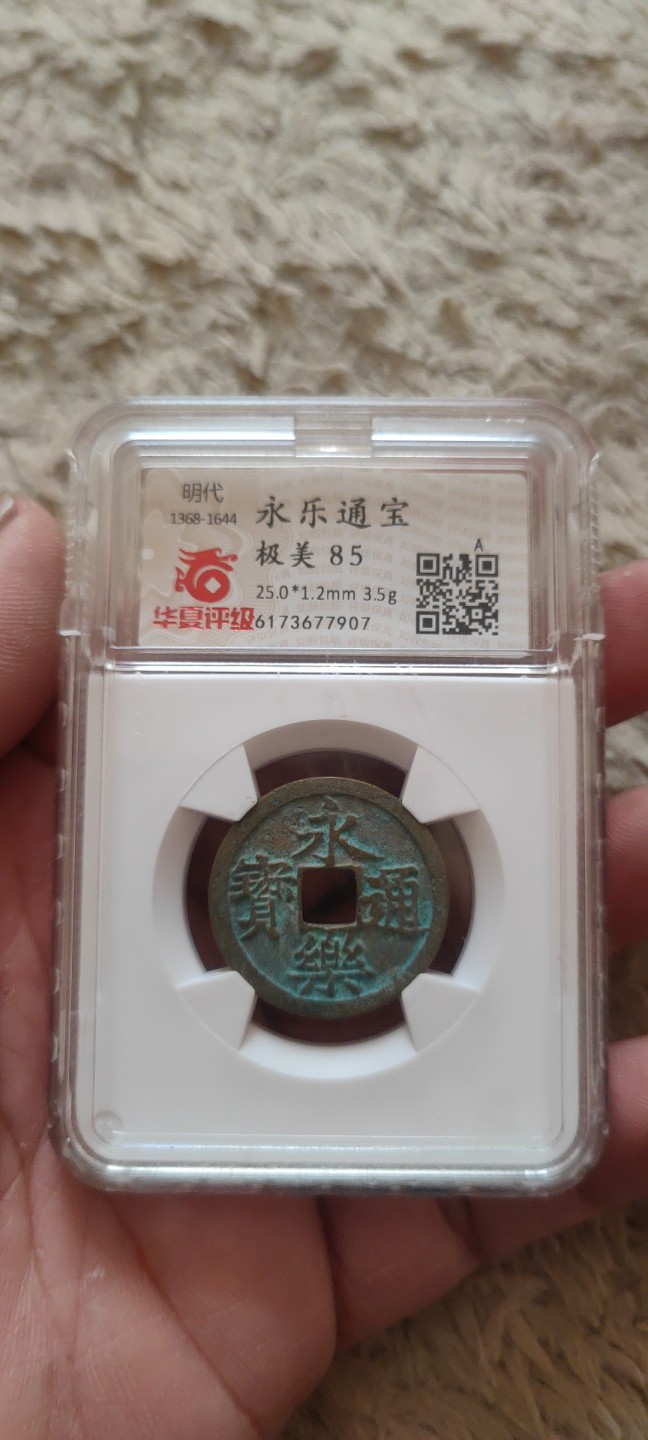 明代
1368-1644
永乐通宝
极美 85
25.0*1.2mm 3.5g
A
华夏评级
6173677907
永
樂
通
寶